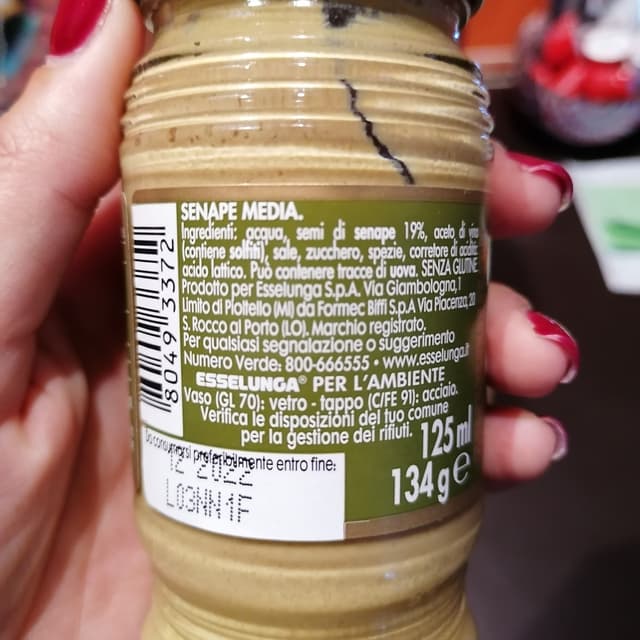 SENAPE MEDIA.
Ingredienti: acqua, semi di senape 19%, aceto di vino
(contiene solfiti), sale, zucchero, spezie, correttore di acidità:
acido lattico. Può contenere tracce di uova. SENZA GLUTINE
Prodotto per Esselunga S.p.A. Via Giambologna, 1
Limito di Pioltello (MI) da Formec Biffi S.p.A Via Piacenza, 20
S. Rocco al Porto (LO). Marchio registrato.
Per qualsiasi segnalazione o suggerimento
Numero Verde: 800-666555 • www.esselunga.it
ESSELUNGA® PER L'AMBIENTE
Vaso (GL 70): vetro - tappo (C/FE 91): acciaio.
Verifica le disposizioni del tuo comune
per la gestione dei rifiuti.
125 ml
134 g e
8049 3372
Da consumarsi preferibilmente entro fine:
12 2022
L03NN1F